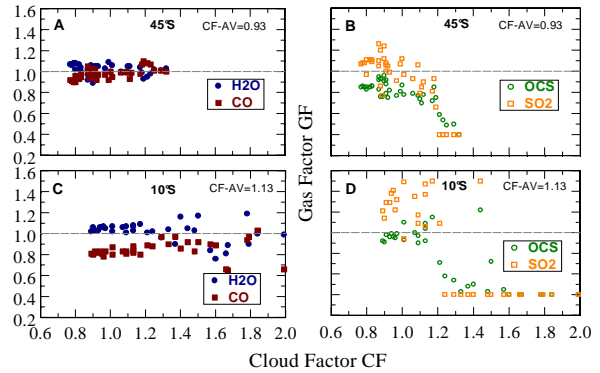 A 45°S CF-AV=0.93
1.6
1.4
1.2
1.0
0.8
0.6
0.4
0.2
H2O
CO
B 45°S CF-AV=0.93
OCS
SO2
C 10°S CF-AV=1.13
1.6
1.4
1.2
1.0
0.8
0.6
0.4
0.2
H2O
CO
0.6 0.8 1.0 1.2 1.4 1.6 1.8 2.0
Gas Factor GF
D 10°S CF-AV=1.13
OCS
SO2
0.6 0.8 1.0 1.2 1.4 1.6 1.8 2.0
Cloud Factor CF